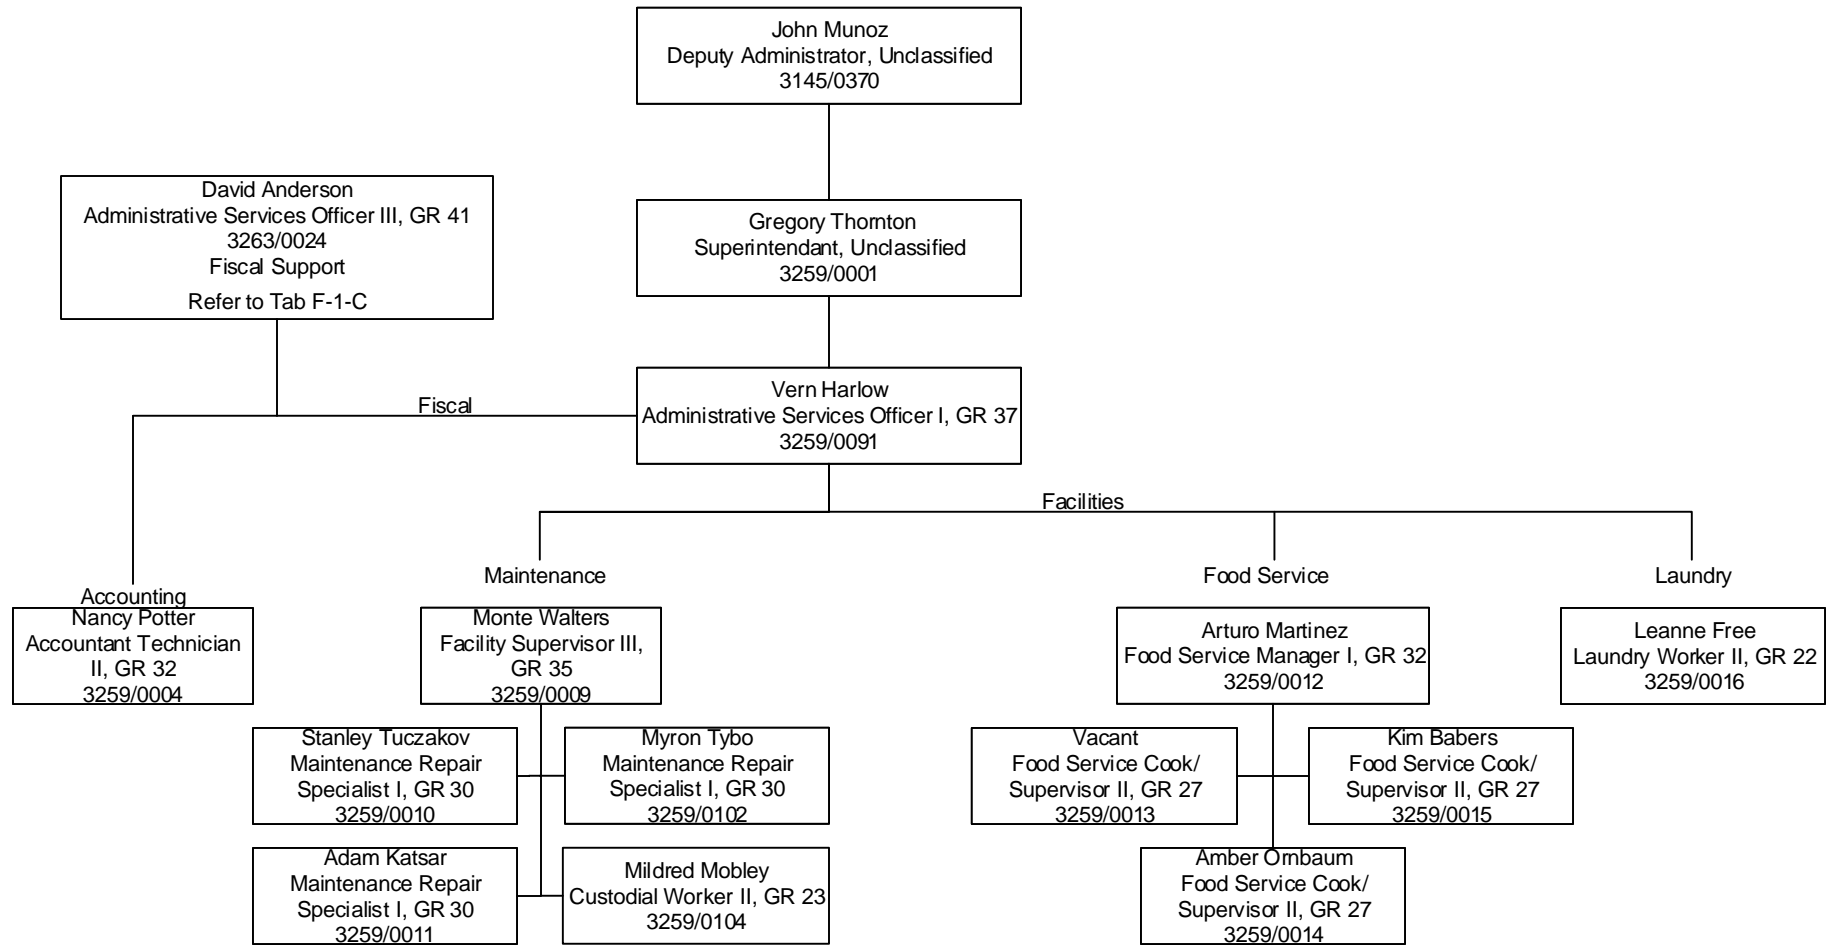 John Munoz
Deputy Administrator, Unclassified
3145/0370
David Anderson
Administrative Services Officer III, GR 41
3263/0024
Fiscal Support
Refer to Tab F-1-C
Gregory Thornton
Superintendant, Unclassified
3259/0001
Vern Harlow
Administrative Services Officer I, GR 37
3259/0091
Fiscal
Facilities
Accounting
Nancy Potter
Accountant Technician
II, GR 32
3259/0004
Maintenance
Monte Walters
Facility Supervisor III,
GR 35
3259/0009
Stanley Tuczakov
Maintenance Repair
Specialist I, GR 30
3259/0010
Myron Tybo
Maintenance Repair
Specialist I, GR 30
3259/0102
Adam Katsar
Maintenance Repair
Specialist I, GR 30
3259/0011
Mildred Mobley
Custodial Worker II, GR 23
3259/0104
Food Service
Arturo Martinez
Food Service Manager I, GR 32
3259/0012
Vacant
Food Service Cook/
Supervisor II, GR 27
3259/0013
Kim Babers
Food Service Cook/
Supervisor II, GR 27
3259/0015
Amber Ornbaum
Food Service Cook/
Supervisor II, GR 27
3259/0014
Laundry
Leanne Free
Laundry Worker II, GR 22
3259/0016